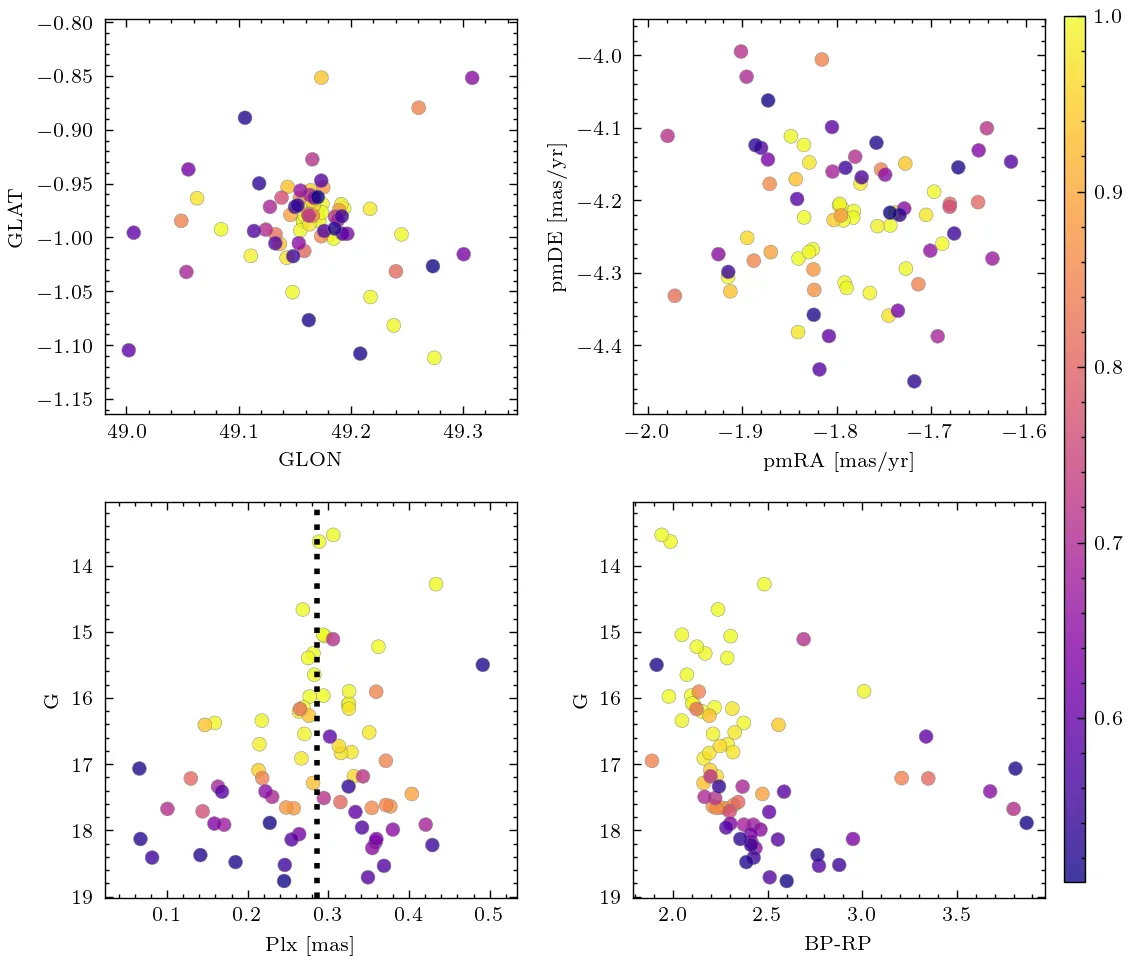 −0.80
−0.85
−0.90
−0.95
−1.00
−1.05
−1.10
−1.15
GLAT
49.0 49.1 49.2 49.3
GLON
−4.0
−4.1
−4.2
−4.3
−4.4
pmDE [mas/yr]
−2.0 −1.9 −1.8 −1.7 −1.6
pmRA [mas/yr]
14
15
16
17
18
19
G
0.1 0.2 0.3 0.4 0.5
Plx [mas]
14
15
16
17
18
19
G
2.0 2.5 3.0 3.5
BP-RP
1.0
0.9
0.8
0.7
0.6